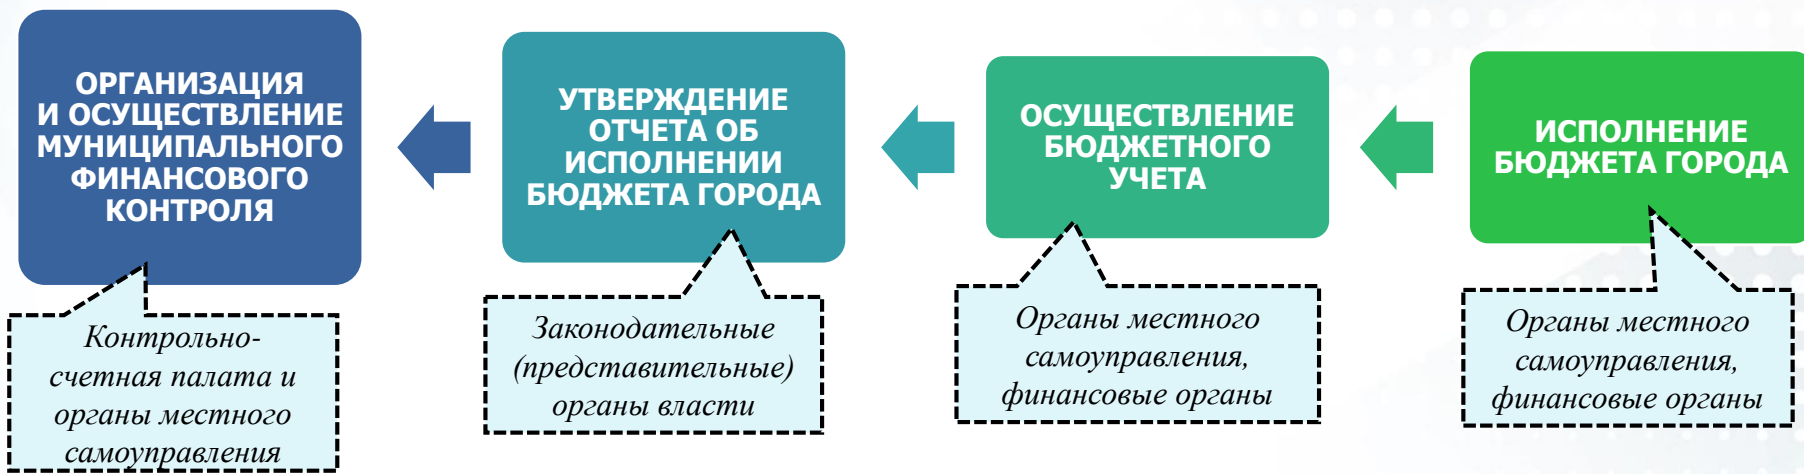 ОРГАНИЗАЦИЯ
И ОСУЩЕСТВЛЕНИЕ
МУНИЦИПАЛЬНОГО
ФИНАНСОВОГО
КОНТРОЛЯ
УТВЕРЖДЕНИЕ
ОТЧЕТА ОБ
ИСПОЛНЕНИИ
БЮДЖЕТА ГОРОДА
ОСУЩЕСТВЛЕНИЕ
БЮДЖЕТНОГО
УЧЕТА
ИСПОЛНЕНИЕ
БЮДЖЕТА ГОРОДА
Контрольно-
счетная палата и
органы местного
самоуправления
Законодательные
(представительные)
органы власти
Органы местного
самоуправления,
финансовые органы
Органы местного
самоуправления,
финансовые органы